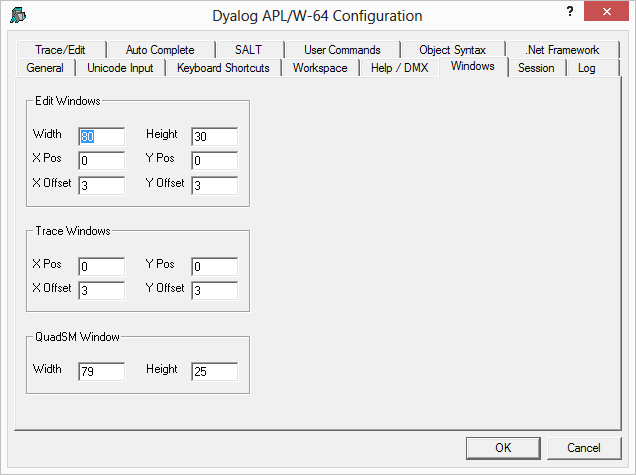 Dyalog APL/W-64 Configuration ?
Trace/Edit Auto Complete SALT User Commands Object Syntax .Net Framework
General Unicode Input Keyboard Shortcuts Workspace Help / DMX Windows Session Log
Edit Windows
Width 80 Height 30
X Pos 0 Y Pos 0
X Offset 3 Y Offset 3
Trace Windows
X Pos 0 Y Pos 0
X Offset 3 Y Offset 3
QuadSM Window
Width 79 Height 25
OK Cancel